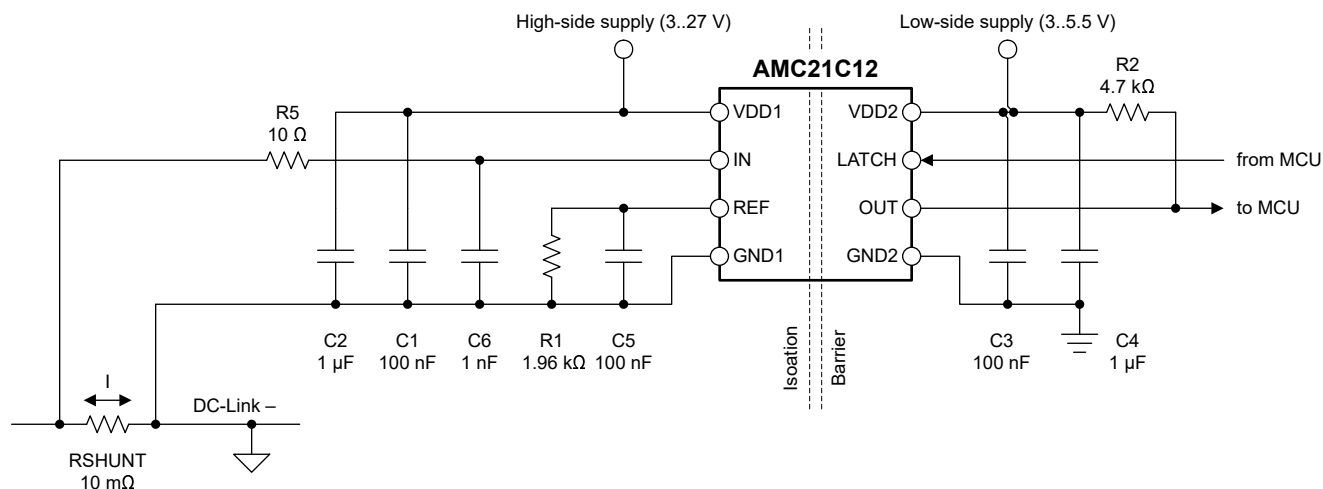 High-side supply (3..27 V)
Low-side supply (3..5.5 V)
AMC21C12
R2
4.7 kΩ
R5
10 Ω
VDD1
VDD2
IN
LATCH
from MCU
REF
OUT
to MCU
GND1
GND2
C2
1 µF
C1
100 nF
C6
1 nF
R1
1.96 kΩ
C5
100 nF
Isoation
Barrier
C3
100 nF
C4
1 µF
I
DC-Link –
RSHUNT
10 mΩ